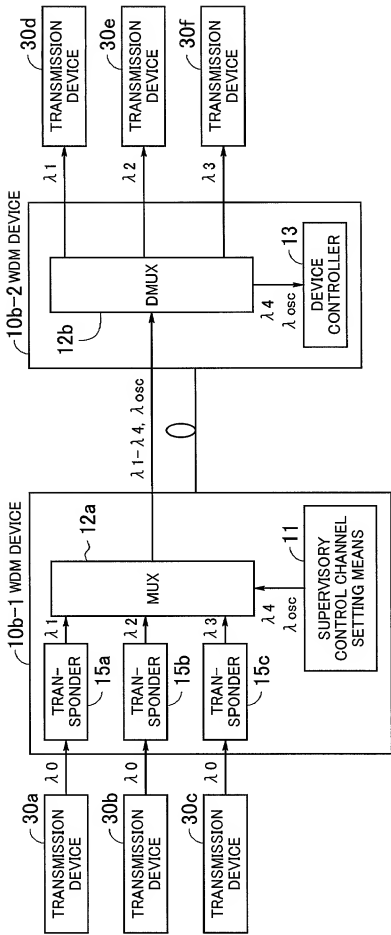 10b-1 WDM DEVICE
10b-2 WDM DEVICE
30a
TRANSMISSION
DEVICE
λ0
TRAN-
SPONDER
15a
λ1
30b
TRANSMISSION
DEVICE
λ0
TRAN-
SPONDER
15b
λ2
30c
TRANSMISSION
DEVICE
λ0
TRAN-
SPONDER
15c
λ3
12a
MUX
λ4
λosc
11
SUPERVISORY
CONTROL CHANNEL
SETTING MEANS
λ1-λ4, λosc
12b
DMUX
λ4
λosc
13
DEVICE
CONTROLLER
λ1
30d
TRANSMISSION
DEVICE
λ2
30e
TRANSMISSION
DEVICE
λ3
30f
TRANSMISSION
DEVICE